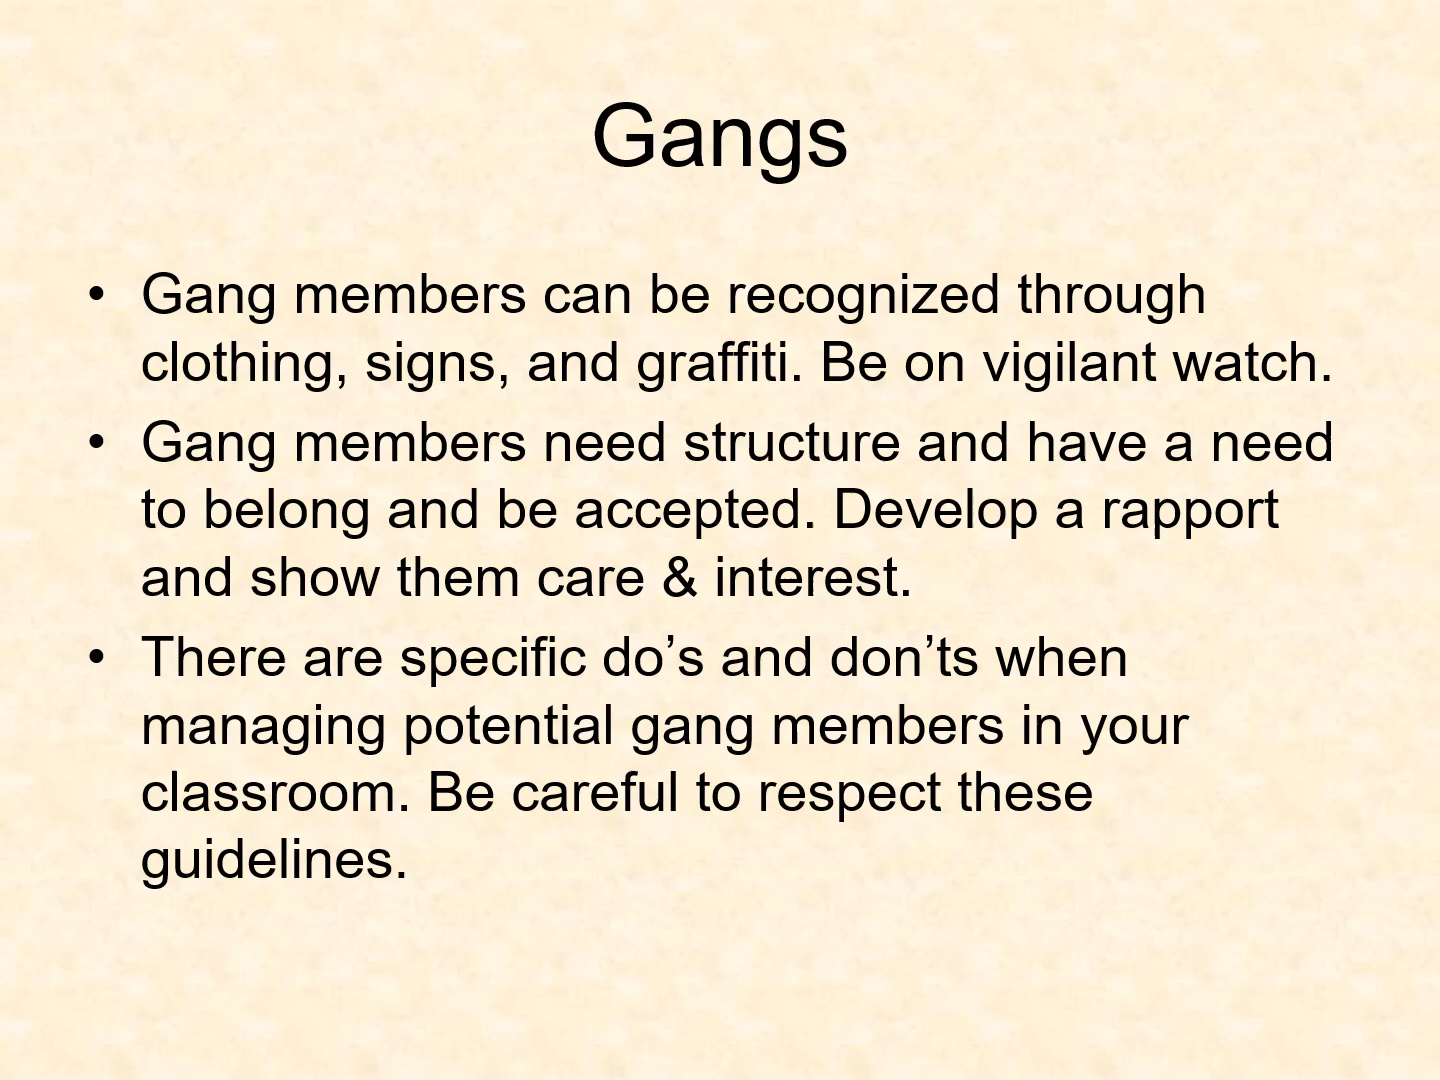 Gangs
• Gang members can be recognized through
clothing, signs, and graffiti. Be on vigilant watch.
• Gang members need structure and have a need
to belong and be accepted. Develop a rapport
and show them care & interest.
• There are specific do’s and don’ts when
managing potential gang members in your
classroom. Be careful to respect these
guidelines.